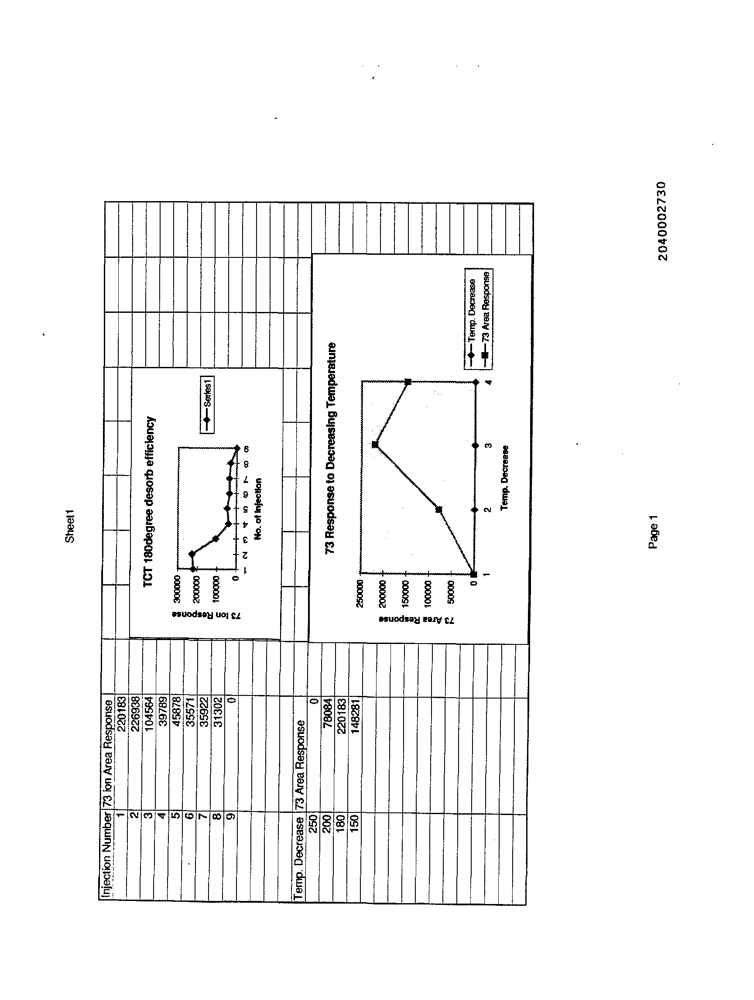 Sheet1
Injection Number 73 ion Area Response
1 220183
2 226938
3 104564
4 39789
5 45878
6 35571
7 35922
8 31302
9 0
TCT 180degree desorb efficiency
73 Ion Response
300000
200000
100000
0
1 2 3 4 5 6 7 8 9
No. of Injection
Series1
Temp. Decrease 73 Area Response
250 0
200 78084
180 220183
150 148281
73 Response to Decreasing Temperature
73 Area Response
250000
200000
150000
100000
50000
0
1 2 3 4
Temp. Decrease
Temp. Decrease
73 Area Response
Page 1
2040002730